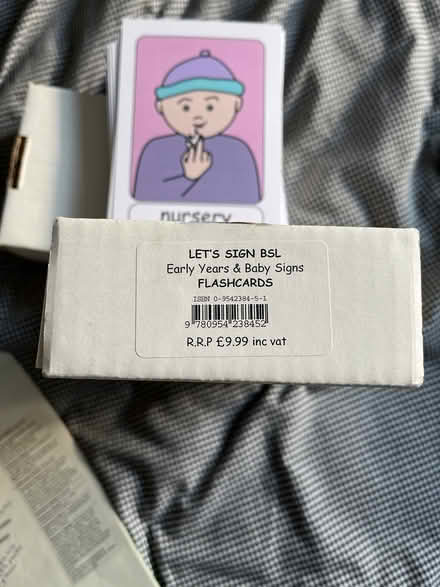 nursery
LET'S SIGN BSL
Early Years & Baby Signs
FLASHCARDS
ISBN 0-9542384-5-1
9 780954 238452
R.R.P £9.99 inc vat